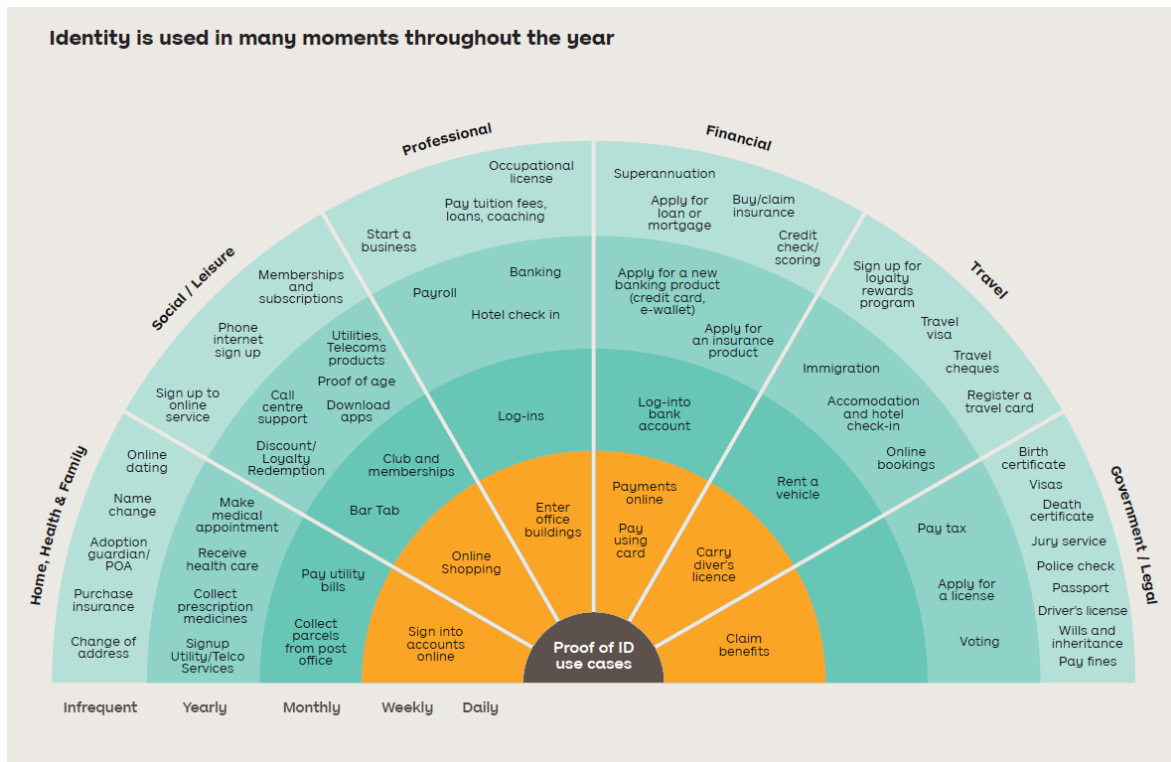 Identity is used in many moments throughout the year
Home, Health & Family
Online
dating
Name
change
Adoption
guardian/
POA
Purchase
insurance
Change of
address
Make
medical
appointment
Receive
health care
Collect
prescription
medicines
Signup
Utility/Telco
Services
Pay utility
bills
Collect
parcels
from post
office
Sign into
accounts
online
Social / Leisure
Memberships
and
subscriptions
Phone
internet
sign up
Sign up to
online
service
Utilities,
Telecoms
products
Proof of age
Call
centre
support
Download
apps
Discount/
Loyalty
Redemption
Club and
memberships
Bar Tab
Online
Shopping
Professional
Occupational
license
Pay tuition fees,
loans, coaching
Start a
business
Banking
Payroll
Hotel check in
Log-ins
Enter
office
buildings
Financial
Superannuation
Apply for
loan or
mortgage
Buy/claim
insurance
Credit
check/
scoring
Apply for a new
banking product
(credit card,
e-wallet)
Apply for
an insurance
product
Log-into
bank
account
Payments
online
Pay
using
card
Travel
Sign up for
loyalty
rewards
program
Travel
visa
Travel
cheques
Register a
travel card
Immigration
Accomodation
and hotel
check-in
Online
bookings
Rent a
vehicle
Carry
diver's
licence
Government / Legal
Birth
certificate
Visas
Death
certificate
Jury service
Police check
Passport
Driver's license
Wills and
inheritance
Pay fines
Pay tax
Apply for
a license
Voting
Claim
benefits
Proof of ID
use cases
Infrequent
Yearly
Monthly
Weekly
Daily